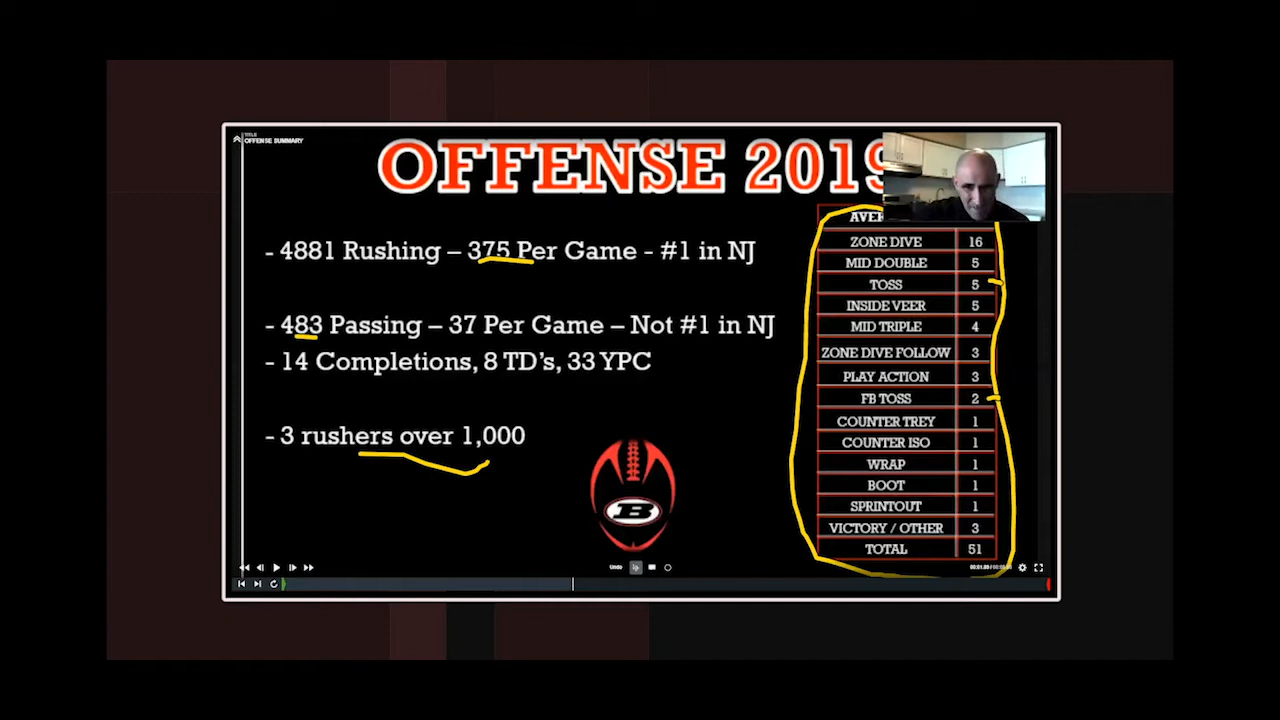 TITLE
OFFENSE SUMMARY
OFFENSE 2019
- 4881 Rushing – 375 Per Game - #1 in NJ
- 483 Passing – 37 Per Game – Not #1 in NJ
- 14 Completions, 8 TD's, 33 YPC
- 3 rushers over 1,000
B
ZONE DIVE 16
MID DOUBLE 5
TOSS 5
INSIDE VEER 5
MID TRIPLE 4
ZONE DIVE FOLLOW 3
PLAY ACTION 3
FB TOSS 2
COUNTER TREY 1
COUNTER ISO 1
WRAP 1
BOOT 1
SPRINTOUT 1
VICTORY / OTHER 3
TOTAL 51
Undo